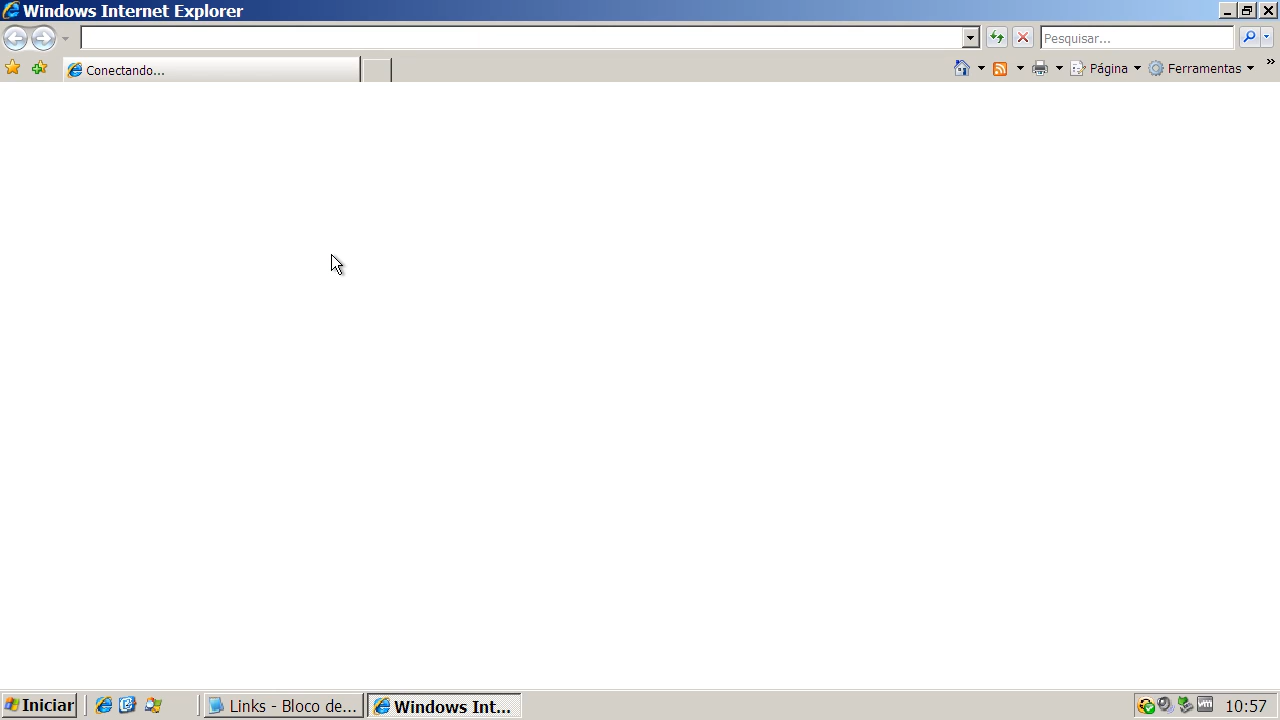 Windows Internet Explorer
Pesquisar...
Conectando...
Página
Ferramentas
»
Iniciar
Links - Bloco de...
Windows Int...
10:57